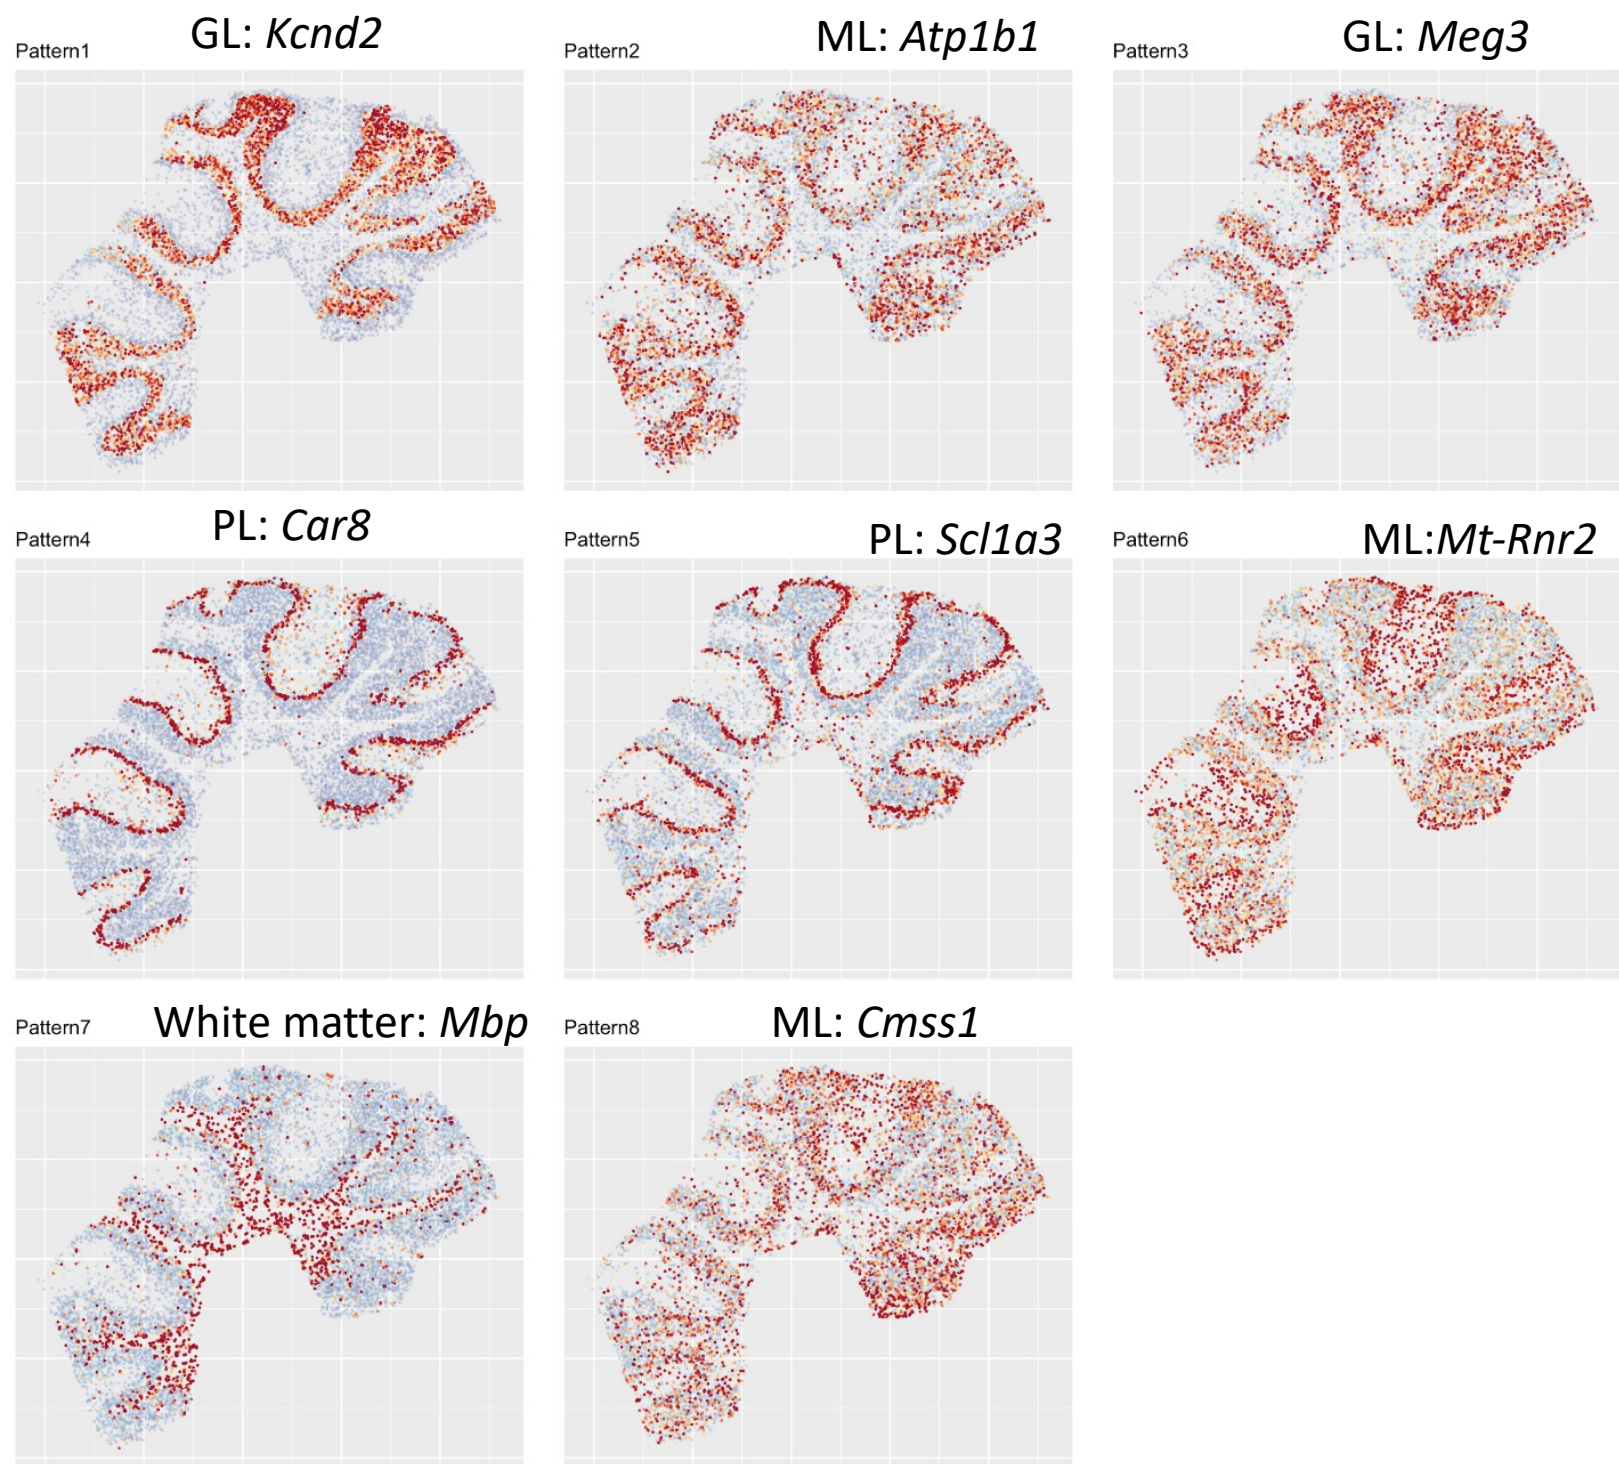 Pattern1 GL: Kcnd2
Pattern2 ML: Atp1b1
Pattern3 GL: Meg3
Pattern4 PL: Car8
Pattern5 PL: Scl1a3
Pattern6 ML:Mt-Rnr2
Pattern7 White matter: Mbp
Pattern8 ML: Cmss1